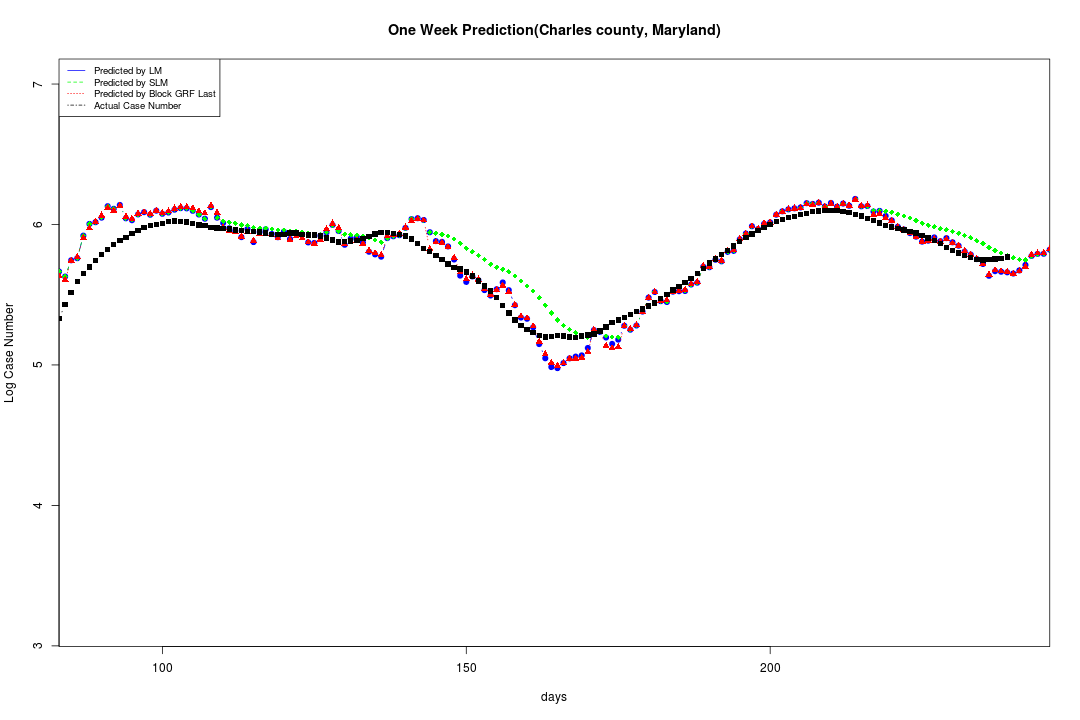 One Week Prediction(Charles county, Maryland)
Predicted by LM
Predicted by SLM
Predicted by Block GRF Last
Actual Case Number
7
6
5
4
3
Log Case Number
100 150 200
days